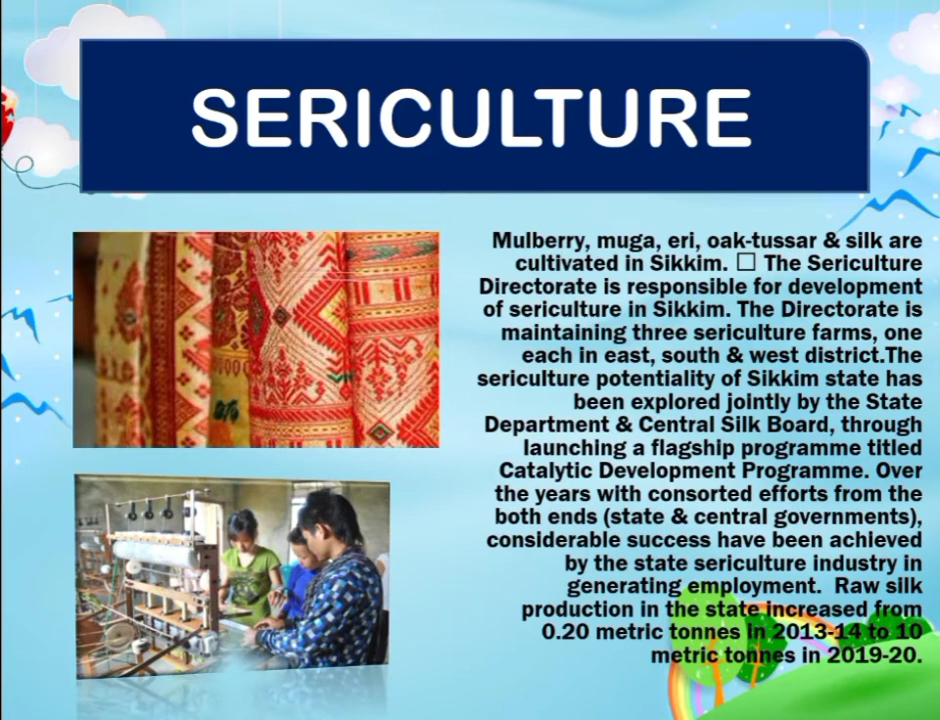 SERICULTURE
Mulberry, muga, eri, oak-tussar & silk are
cultivated in Sikkim. □ The Sericulture
Directorate is responsible for development
of sericulture in Sikkim. The Directorate is
maintaining three sericulture farms, one
each in east, south & west district.The
sericulture potentiality of Sikkim state has
been explored jointly by the State
Department & Central Silk Board, through
launching a flagship programme titled
Catalytic Development Programme. Over
the years with consorted efforts from the
both ends (state & central governments),
considerable success have been achieved
by the state sericulture industry in
generating employment.  Raw silk
production in the state increased from
0.20 metric tonnes in 2013-14 to 10
metric tonnes in 2019-20.